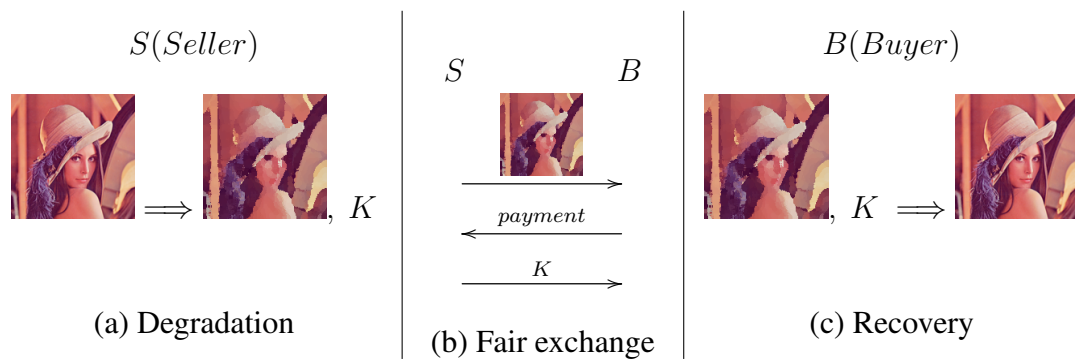 S(Seller)
⟹ , K
(a) Degradation
S B
payment
K
(b) Fair exchange
B(Buyer)
, K ⟹
(c) Recovery